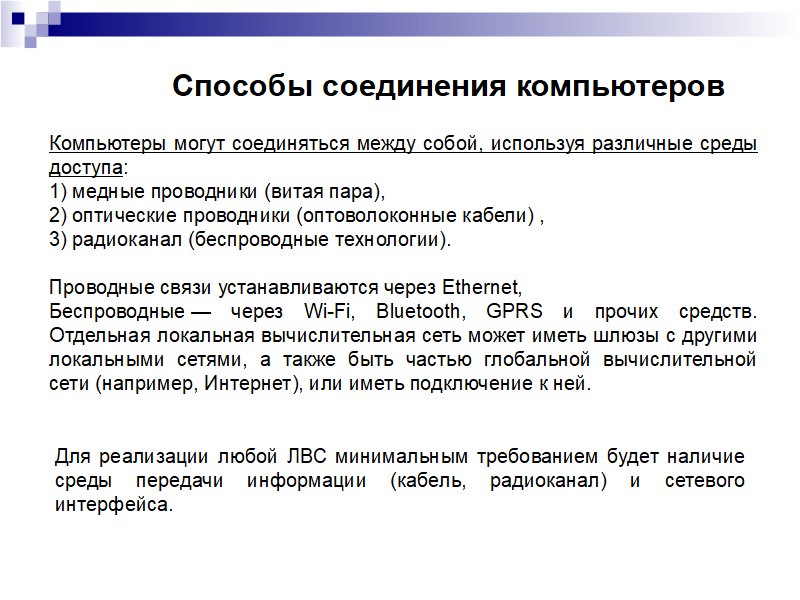 Способы соединения компьютеров
Компьютеры могут соединяться между собой, используя различные среды
доступа:
1) медные проводники (витая пара),
2) оптические проводники (оптоволоконные кабели) ,
3) радиоканал (беспроводные технологии).
Проводные связи устанавливаются через Ethernet,
Беспроводные — через Wi-Fi, Bluetooth, GPRS и прочих средств.
Отдельная локальная вычислительная сеть может иметь шлюзы с другими
локальными сетями, а также быть частью глобальной вычислительной
сети (например, Интернет), или иметь подключение к ней.
Для реализации любой ЛВС минимальным требованием будет наличие
среды передачи информации (кабель, радиоканал) и сетевого
интерфейса.